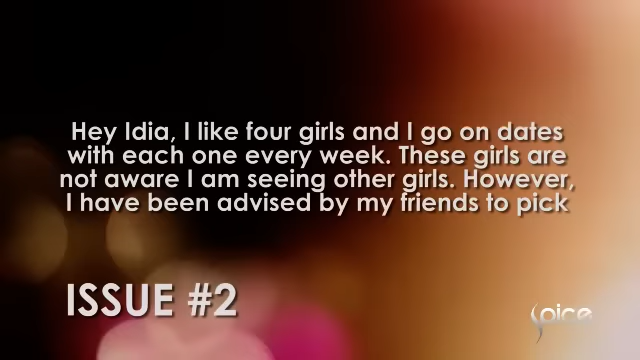 Hey Idia, I like four girls and I go on dates
with each one every week. These girls are
not aware I am seeing other girls. However,
I have been advised by my friends to pick
ISSUE #2
Spice